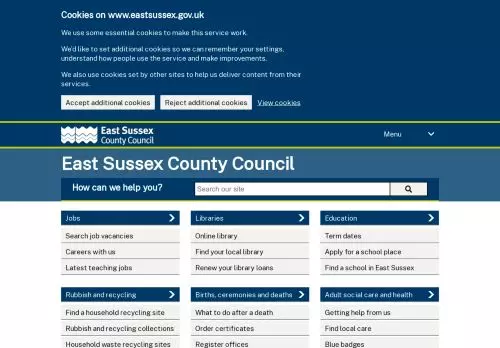 Cookies on www.eastsussex.gov.uk
We use some essential cookies to make this service work.
We'd like to set additional cookies so we can remember your settings,
understand how people use the service and make improvements.
We also use cookies set by other sites to help us deliver content from their
services.
Accept additional cookies Reject additional cookies View cookies
East Sussex
County Council
Menu
East Sussex County Council
How can we help you? Search our site
Jobs Libraries Education
Search job vacancies Online library Term dates
Careers with us Find your local library Apply for a school place
Latest teaching jobs Renew your library loans Find a school in East Sussex
Rubbish and recycling Births, ceremonies and deaths Adult social care and health
Find a household recycling site What to do after a death Getting help from us
Rubbish and recycling collections Order certificates Find local care
Household waste recycling sites Register offices Blue badges